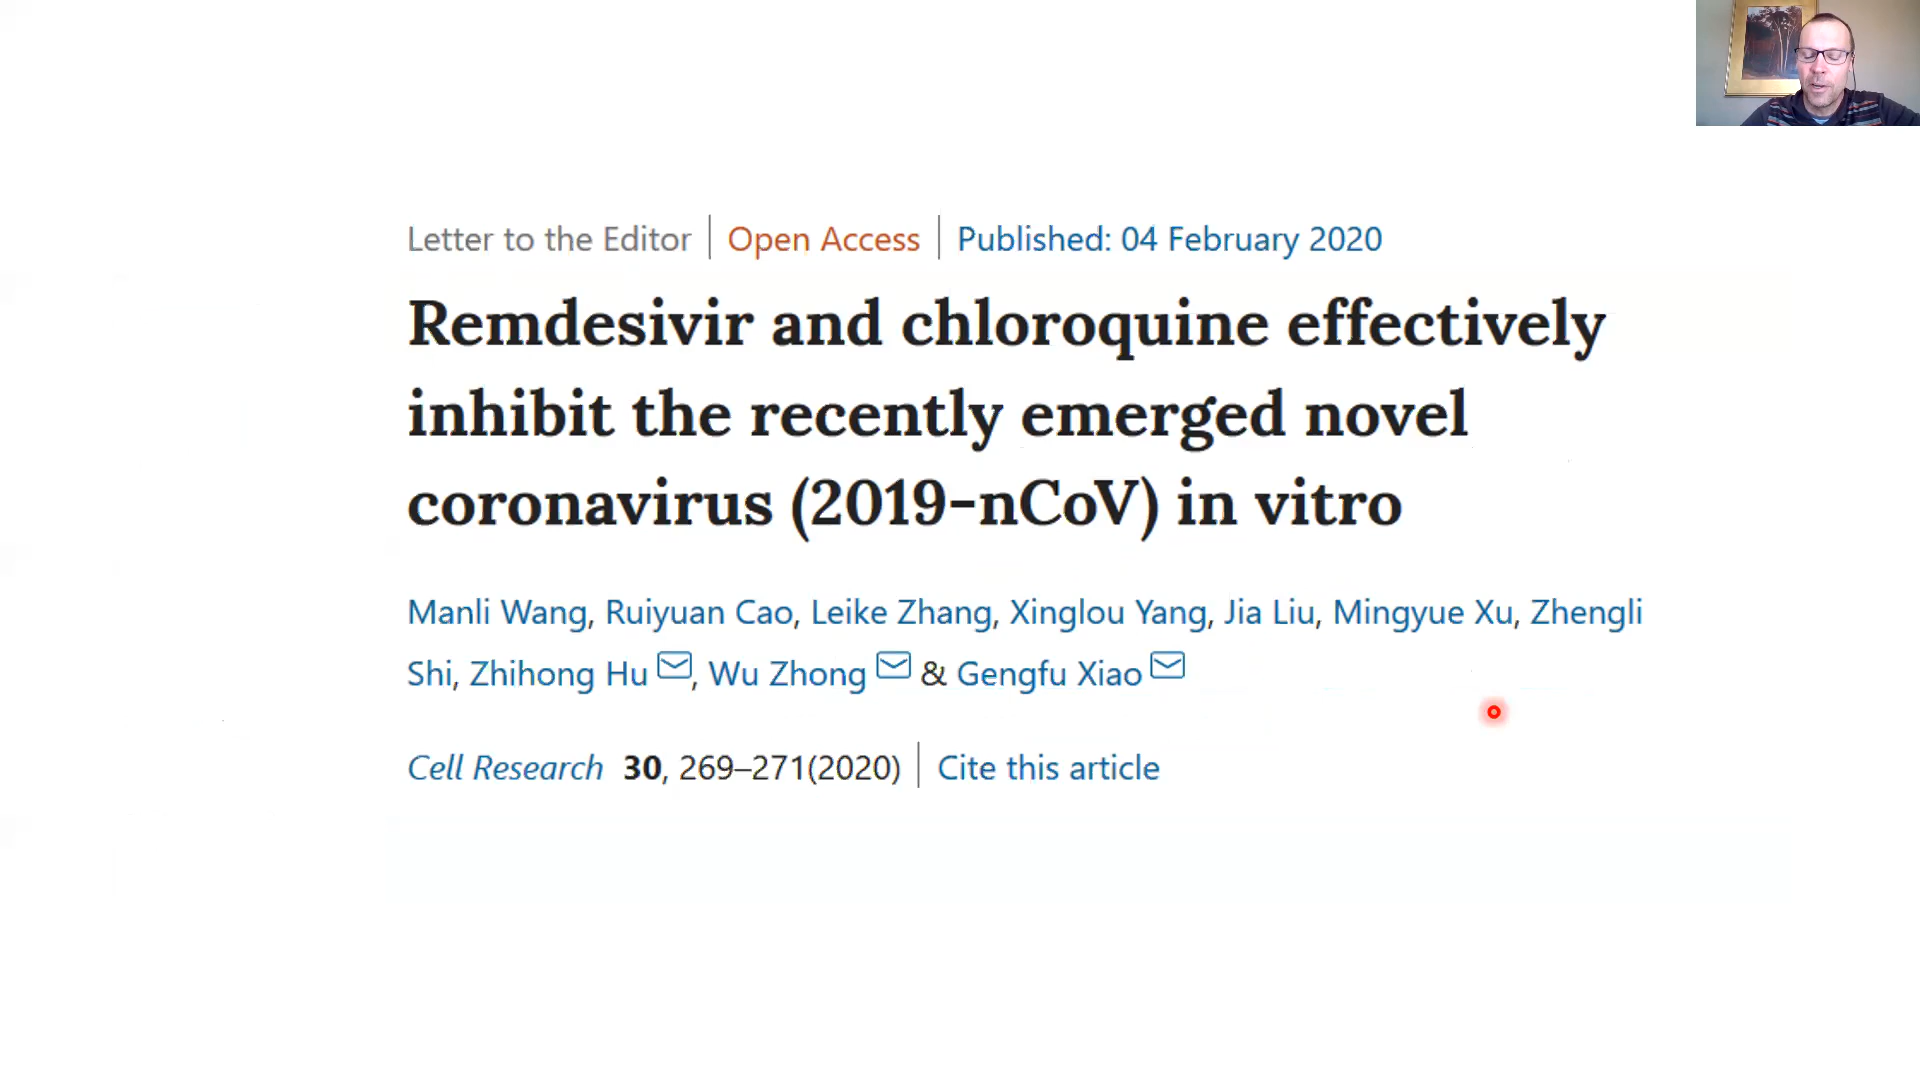 Letter to the Editor | Open Access | Published: 04 February 2020
Remdesivir and chloroquine effectively
inhibit the recently emerged novel
coronavirus (2019-nCoV) in vitro
Manli Wang, Ruiyuan Cao, Leike Zhang, Xinglou Yang, Jia Liu, Mingyue Xu, Zhengli
Shi, Zhihong Hu, Wu Zhong & Gengfu Xiao
Cell Research 30, 269–271(2020) | Cite this article